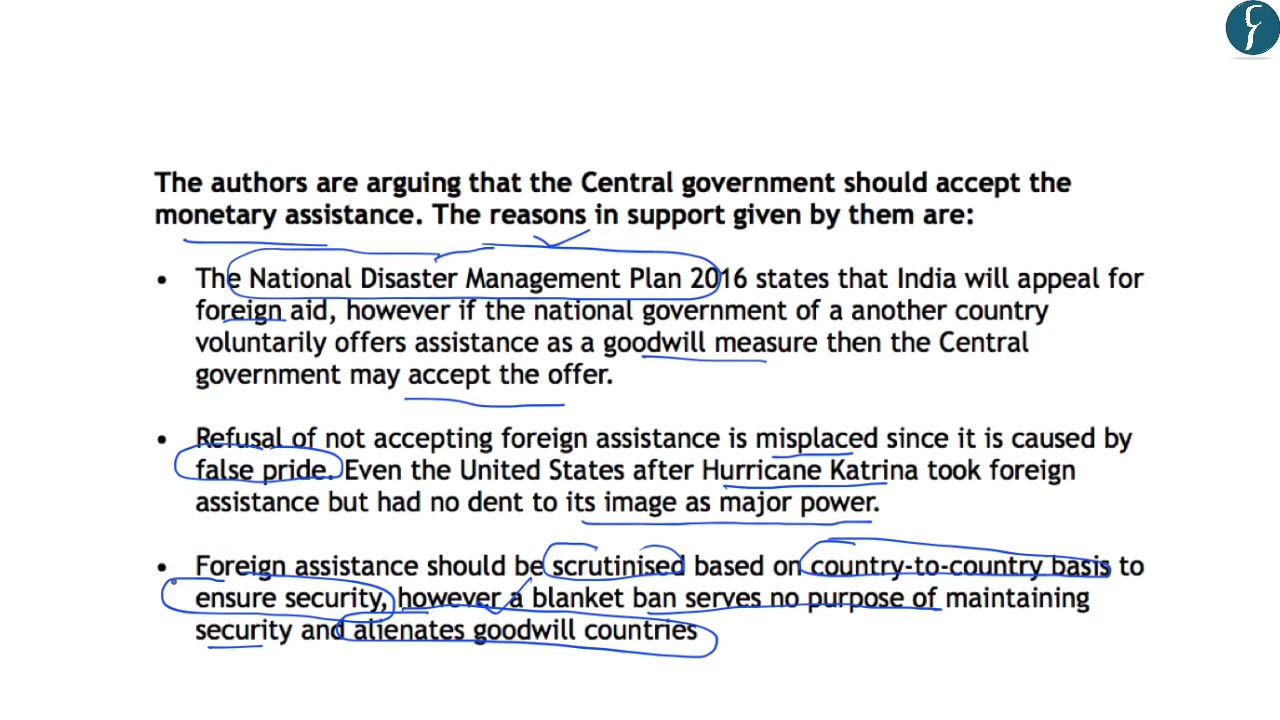 The authors are arguing that the Central government should accept the
monetary assistance. The reasons in support given by them are:
• The National Disaster Management Plan 2016 states that India will appeal for
foreign aid, however if the national government of a another country
voluntarily offers assistance as a goodwill measure then the Central
government may accept the offer.
• Refusal of not accepting foreign assistance is misplaced since it is caused by
false pride. Even the United States after Hurricane Katrina took foreign
assistance but had no dent to its image as major power.
• Foreign assistance should be scrutinised based on country-to-country basis to
ensure security, however a blanket ban serves no purpose of maintaining
security and alienates goodwill countries